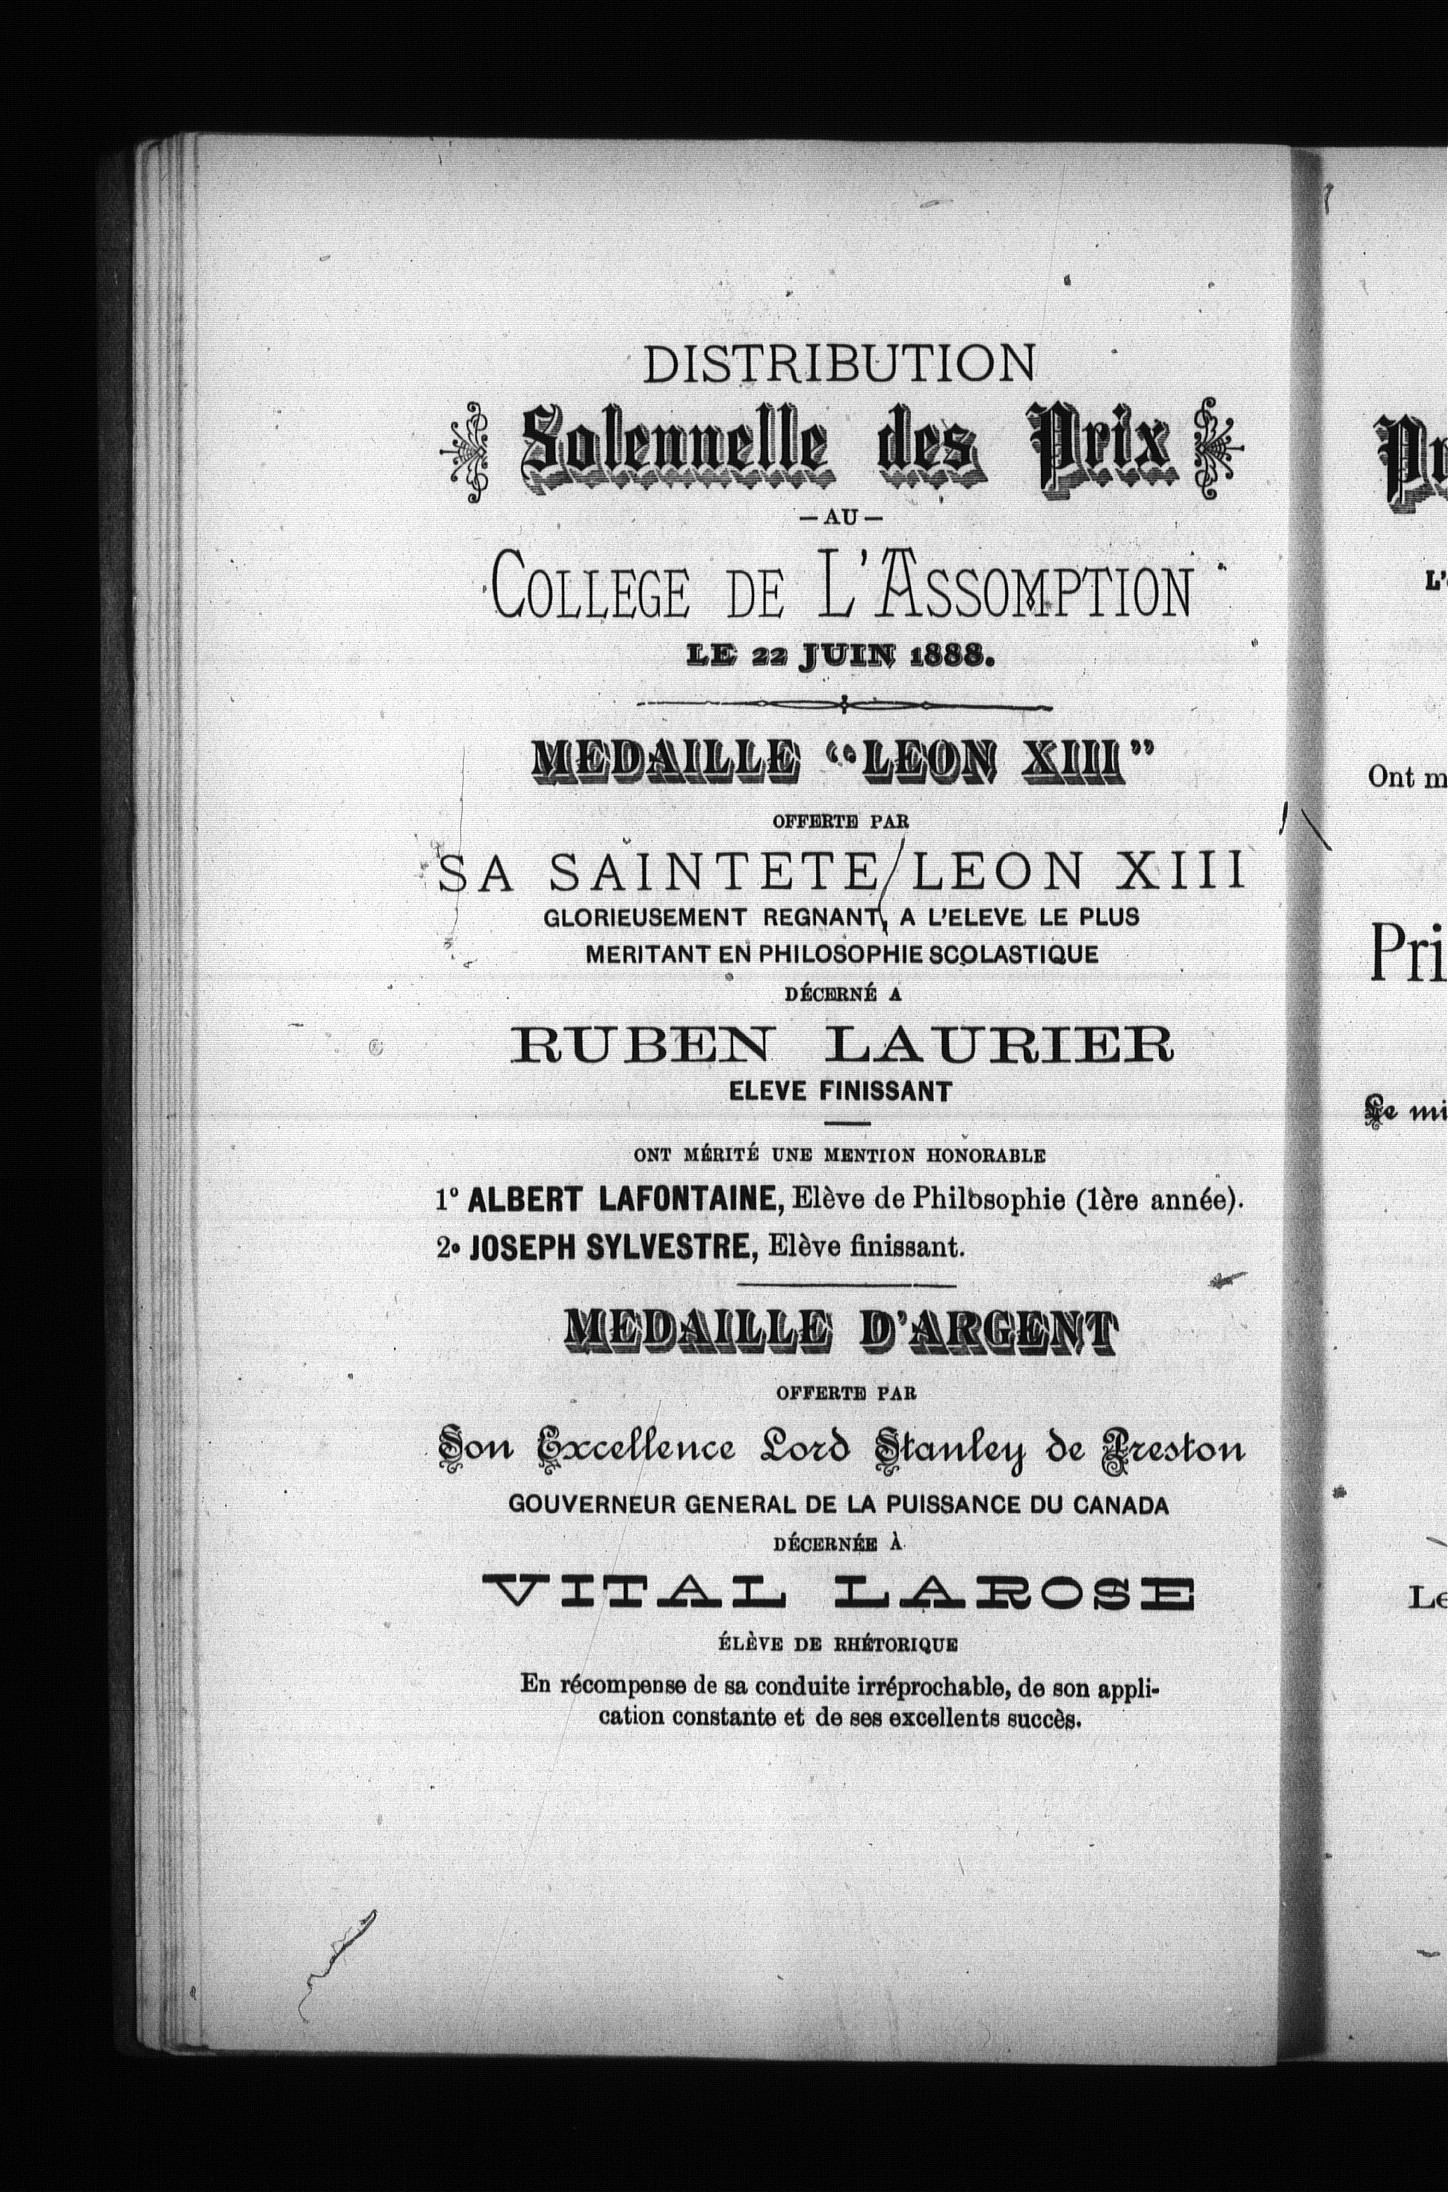 DISTRIBUTION
Solennelle des Prix
— AU —
COLLEGE DE L'ASSOMPTION
LE 22 JUIN 1888.
MEDAILLE “LEON XIII”
OFFERTE PAR
SA SAINTETE LEON XIII
GLORIEUSEMENT REGNANT, A L'ELEVE LE PLUS
MERITANT EN PHILOSOPHIE SCOLASTIQUE
DÉCERNÉ A
RUBEN LAURIER
ELEVE FINISSANT
ONT MÉRITÉ UNE MENTION HONORABLE
1º ALBERT LAFONTAINE, Elève de Philosophie (1ère année).
2º JOSEPH SYLVESTRE, Elève finissant.
MEDAILLE D'ARGENT
OFFERTE PAR
Son Excellence Lord Stanley de Preston
GOUVERNEUR GENERAL DE LA PUISSANCE DU CANADA
DÉCERNÉE À
VITAL LAROSE
ÉLÈVE DE RHÉTORIQUE
En récompense de sa conduite irréprochable, de son appli-
cation constante et de ses excellents succès.
Ont m
Pri
Le mi
Le